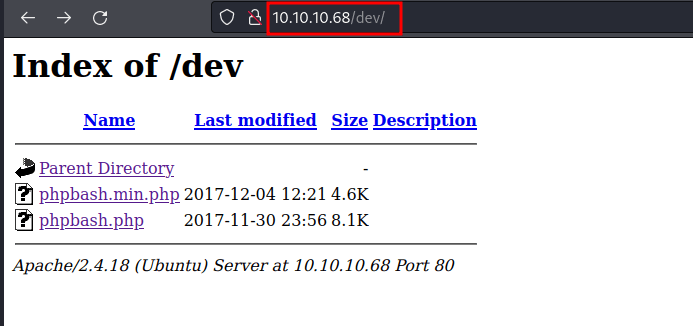 10.10.10.68/dev/
Index of /dev
Name Last modified Size Description
Parent Directory -
phpbash.min.php 2017-12-04 12:21 4.6K
phpbash.php 2017-11-30 23:56 8.1K
Apache/2.4.18 (Ubuntu) Server at 10.10.10.68 Port 80